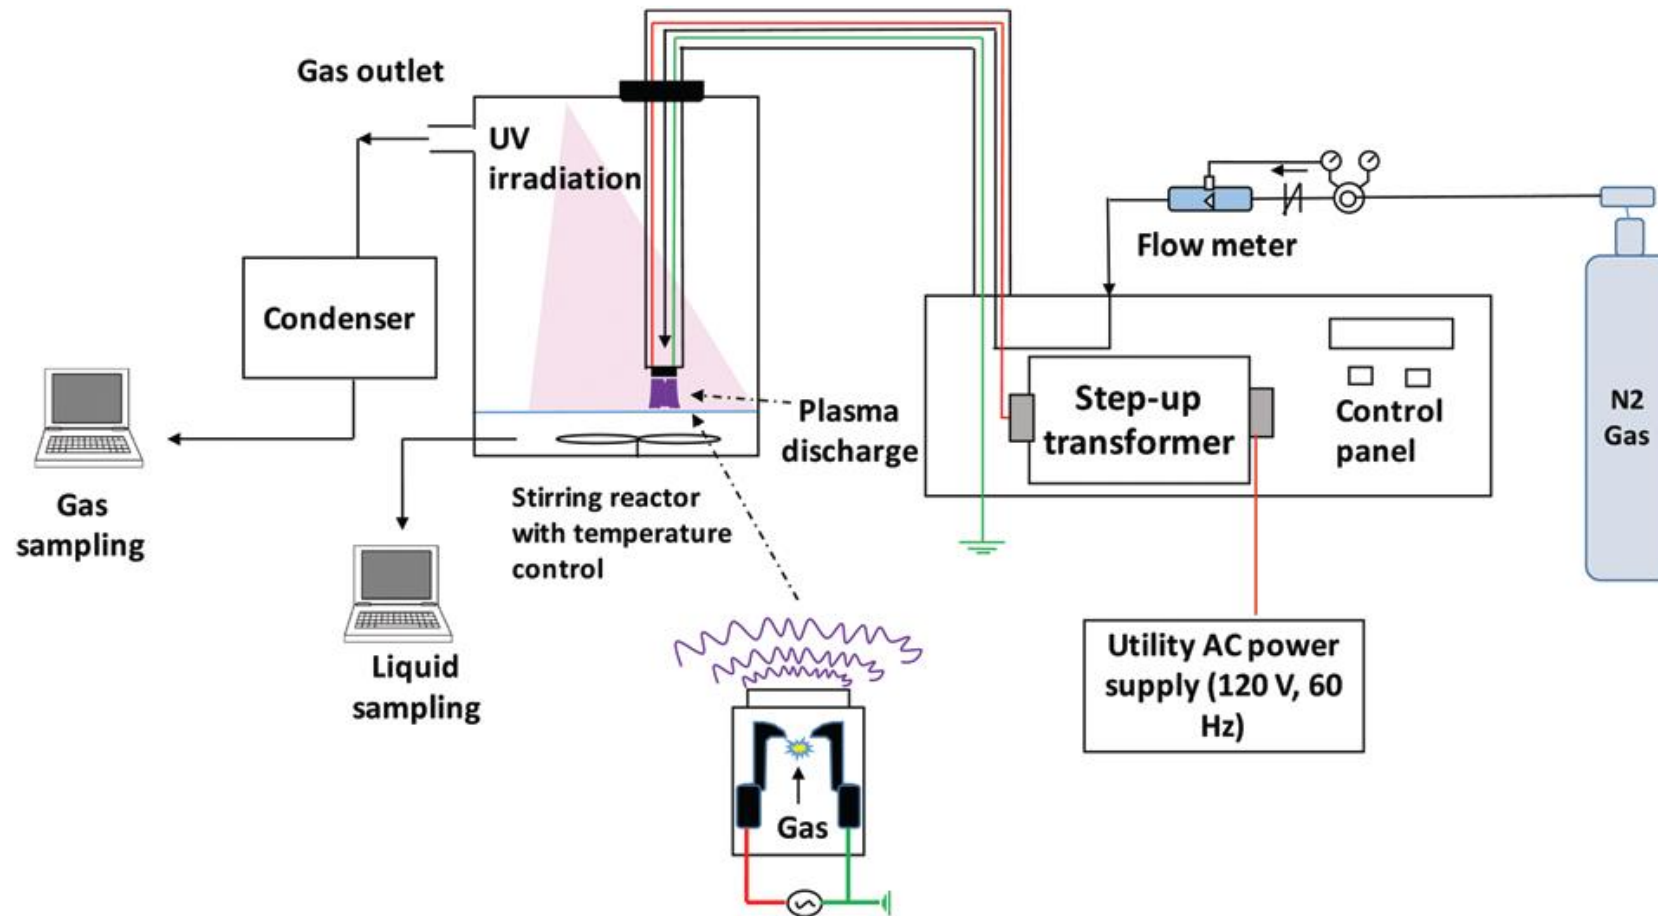 Gas outlet
UV
irradiation
Condenser
Gas
sampling
Liquid
sampling
Stirring reactor
with temperature
control
Plasma
discharge
Gas
Flow meter
Step-up
transformer
Control
panel
Utility AC power
supply (120 V, 60
Hz)
N2
Gas